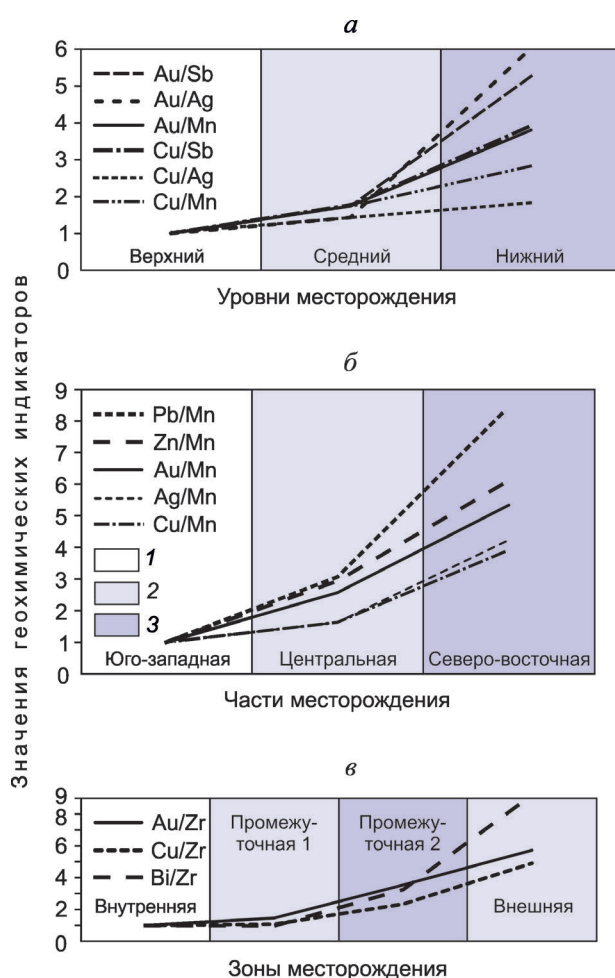 Значения геохимических индикаторов
а
6
5
4
3
2
1
0
Au/Sb
Au/Ag
Au/Mn
Cu/Sb
Cu/Ag
Cu/Mn
Верхний Средний Нижний
Уровни месторождения
б
9
8
7
6
5
4
3
2
1
0
Pb/Mn
Zn/Mn
Au/Mn
Ag/Mn
Cu/Mn
1
2
3
Юго-западная Центральная Северо-восточная
Части месторождения
в
9
8
6
4
2
1
0
Au/Zr
Cu/Zr
Bi/Zr
Промежу-
точная 1
Промежу-
точная 2
Внутренняя Внешняя
Зоны месторождения